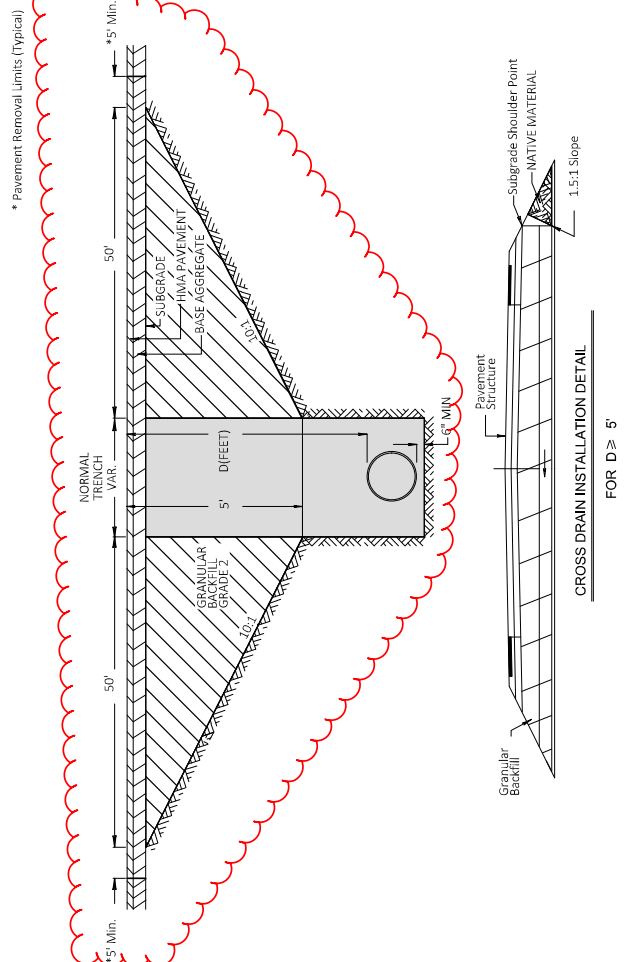 * Pavement Removal Limits (Typical)
*5' Min.
50'
NORMAL
TRENCH
VAR.
50'
*5' Min.
SUBGRADE
HMA PAVEMENT
BASE AGGREGATE
10:1
D(FEET)
5'
6" MIN
GRANULAR
BACKFILL
GRADE 2
10:1
Subgrade Shoulder Point
NATIVE MATERIAL
1.5:1 Slope
Pavement
Structure
Granular
Backfill
CROSS DRAIN INSTALLATION DETAIL
FOR D ≥ 5'